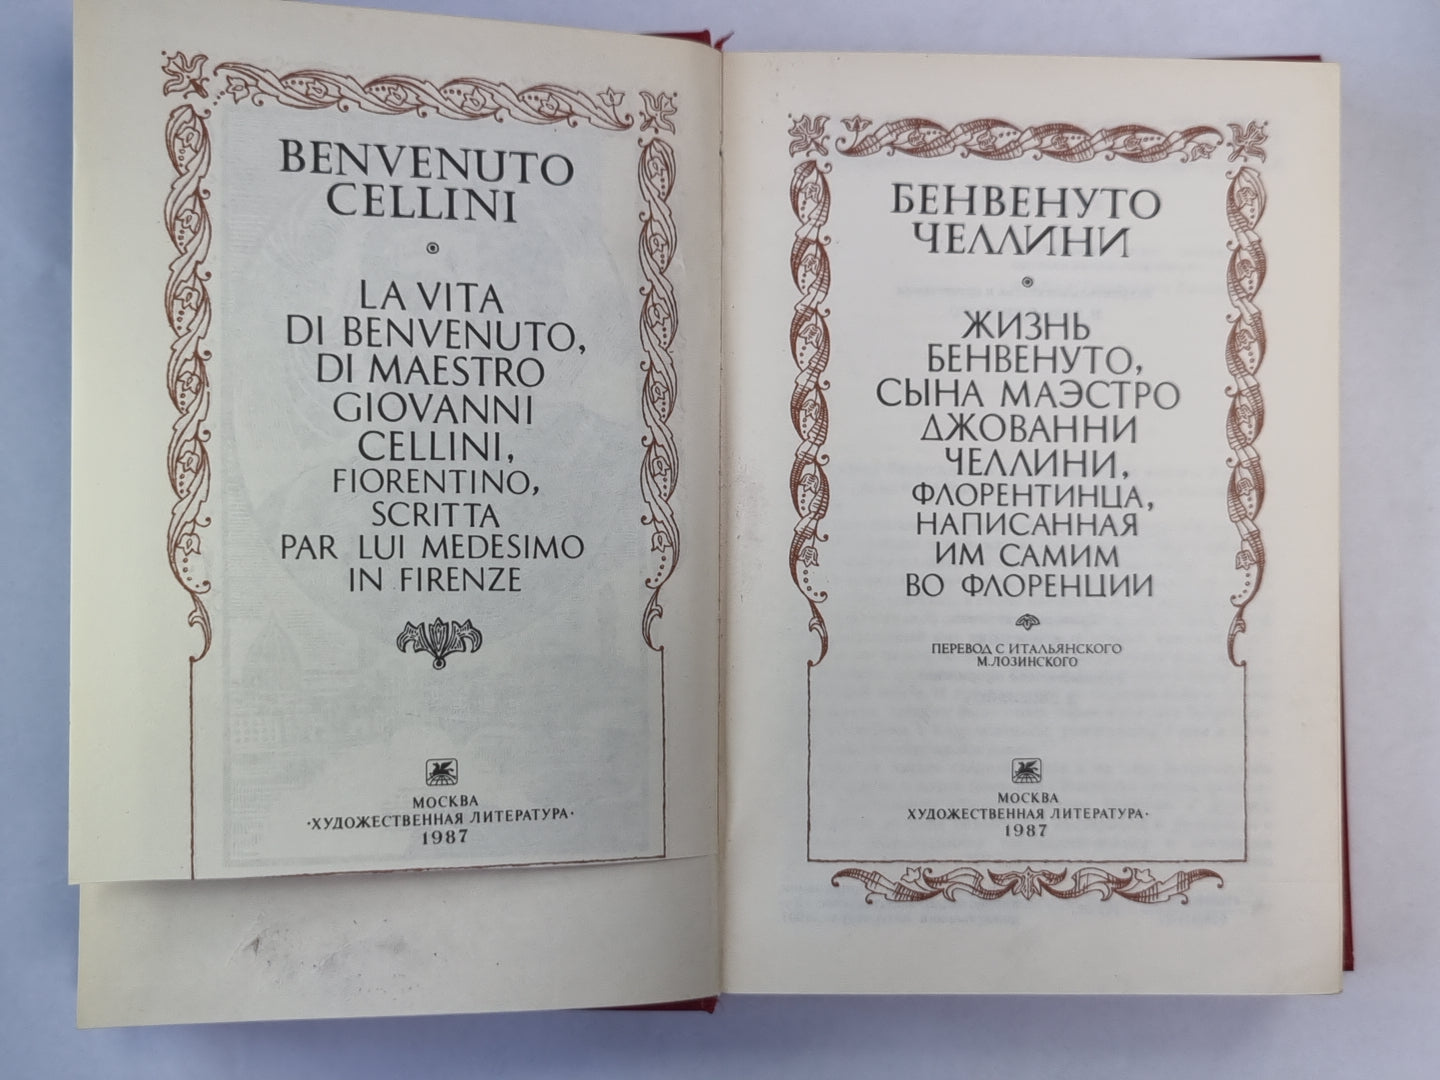 BENVENUTO
CELLINI
LA VITA
DI BENVENUTO,
DI MAESTRO
GIOVANNI
CELLINI,
FIORENTINO,
SCRITTA
PAR LUI MEDESIMO
IN FIRENZE
МОСКВА
·ХУДОЖЕСТВЕННАЯ ЛИТЕРАТУРА·
1987
БЕНВЕНУТО
ЧЕЛЛИНИ
ЖИЗНЬ
БЕНВЕНУТО,
СЫНА МАЭСТРО
ДЖОВАННИ
ЧЕЛЛИНИ,
ФЛОРЕНТИНЦА,
НАПИСАННАЯ
ИМ САМИМ
ВО ФЛОРЕНЦИИ
ПЕРЕВОД С ИТАЛЬЯНСКОГО
М.ЛОЗИНСКОГО
МОСКВА
ХУДОЖЕСТВЕННАЯ ЛИТЕРАТУРА·
1987